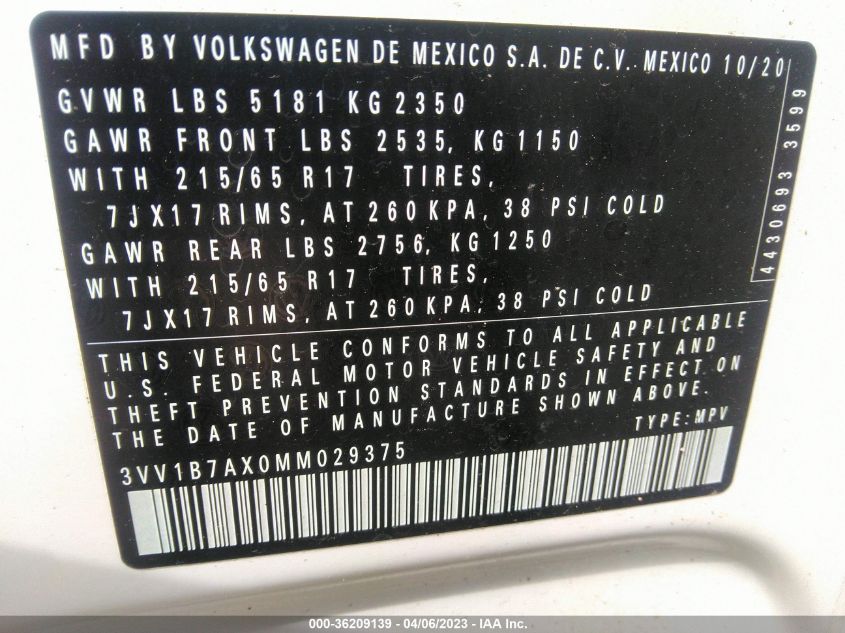 MFD BY VOLKSWAGEN DE MEXICO S.A. DE C.V. MEXICO 10/20
GVWR LBS 5181 KG 2350
GAWR FRONT LBS 2535, KG 1150
WITH 215/65 R17 TIRES,
7JX17 RIMS, AT 260 KPA, 38 PSI COLD
GAWR REAR LBS 2756, KG 1250
WITH 215/65 R17 TIRES,
7JX17 RIMS, AT 260 KPA, 38 PSI COLD
4430693 3599
THIS VEHICLE CONFORMS TO ALL APPLICABLE
U.S. FEDERAL MOTOR VEHICLE SAFETY AND
THEFT PREVENTION STANDARDS IN EFFECT ON
THE DATE OF MANUFACTURE SHOWN ABOVE.
TYPE: MPV
3VV1B7AX0MM029375
000-36209139 - 04/06/2023 - IAA Inc.